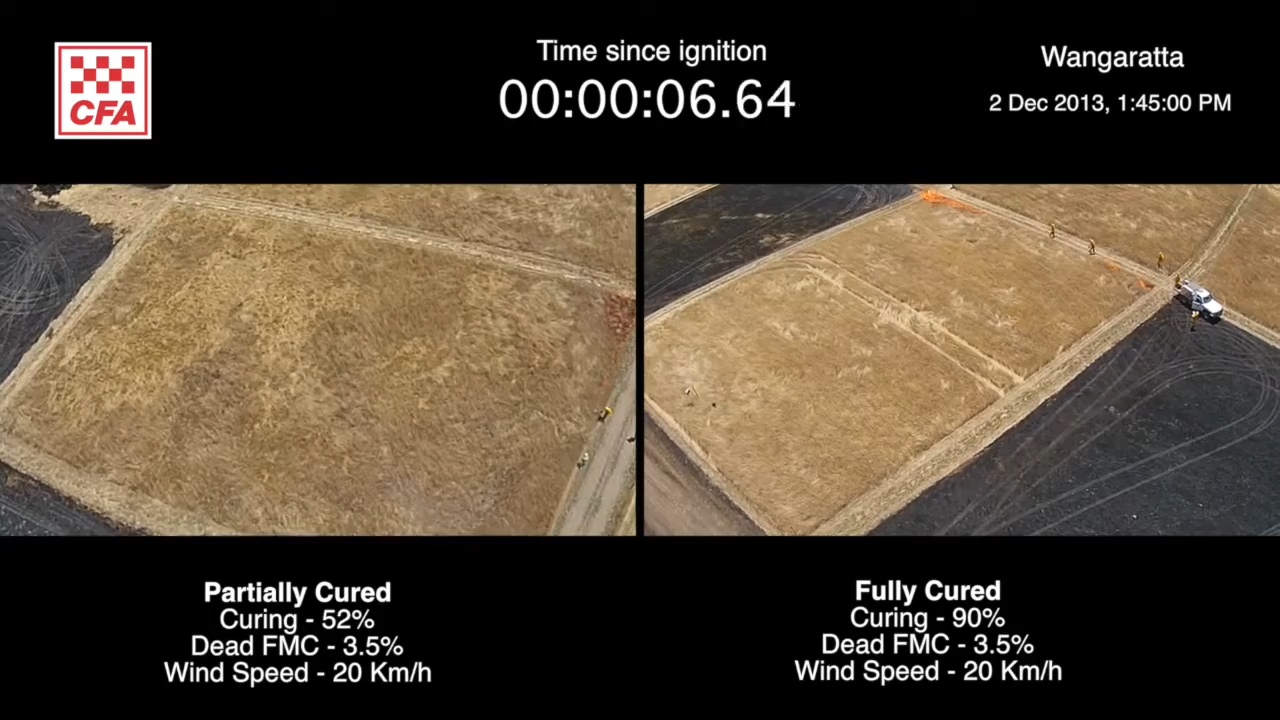 CFA
Time since ignition
00:00:06.64
Wangaratta
2 Dec 2013, 1:45:00 PM
Partially Cured
Curing - 52%
Dead FMC - 3.5%
Wind Speed - 20 Km/h
Fully Cured
Curing - 90%
Dead FMC - 3.5%
Wind Speed - 20 Km/h